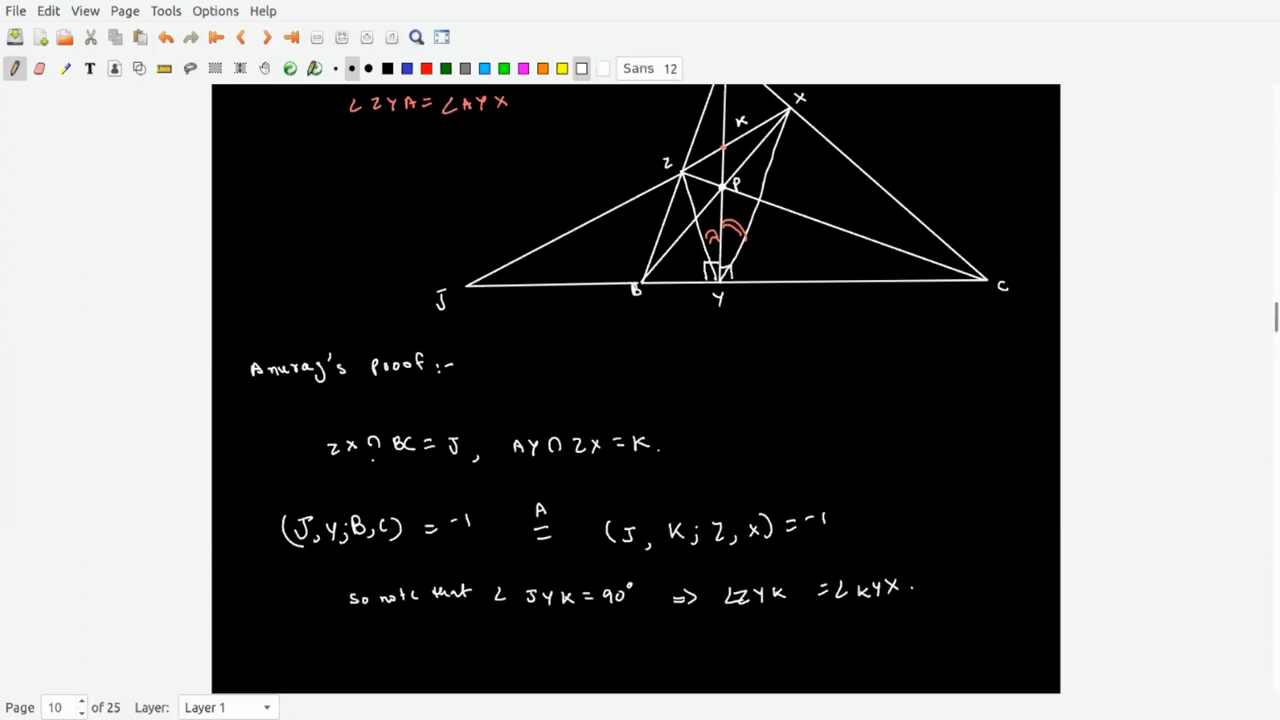 File Edit View Page Tools Options Help
T Sans 12
∠ZYA = ∠AYX
X
K
Z
P
J B Y C
Anurag's proof :-
ZX ∩ BC = J, AY ∩ ZX = K.
(J,Y;B,C) = -1 A= (J, K; Z, X) = -1
so note that ∠JYK = 90° ⇒ ∠ZYK = ∠KYX.
Page 10 of 25 Layer: Layer 1